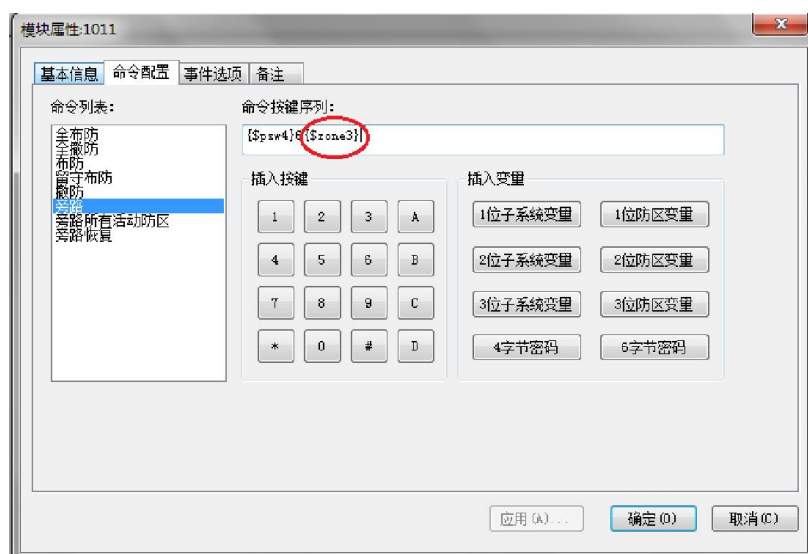 模块属性:1011
基本信息 命令配置 事件选项 备注
命令列表:
全布防
全撤防
布防
留守布防
撤防
旁路
旁路所有活动防区
旁路恢复
命令按键序列:
{$psw4}6{$zone3}
插入按键
1 2 3 A
4 5 6 B
7 8 9 C
* 0 # D
插入变量
1位子系统变量 1位防区变量
2位子系统变量 2位防区变量
3位子系统变量 3位防区变量
4字节密码 6字节密码
应用(A)... 确定(O) 取消(C)